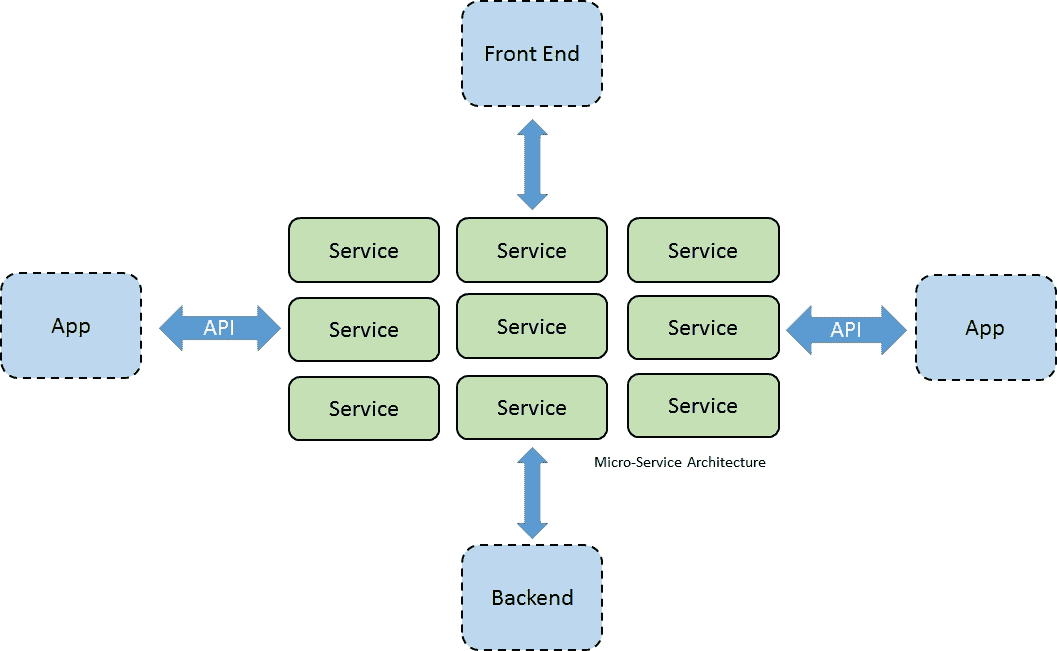 Front End
Service
Service
Service
App
API
Service
Service
Service
API
App
Service
Service
Service
Micro-Service Architecture
Backend